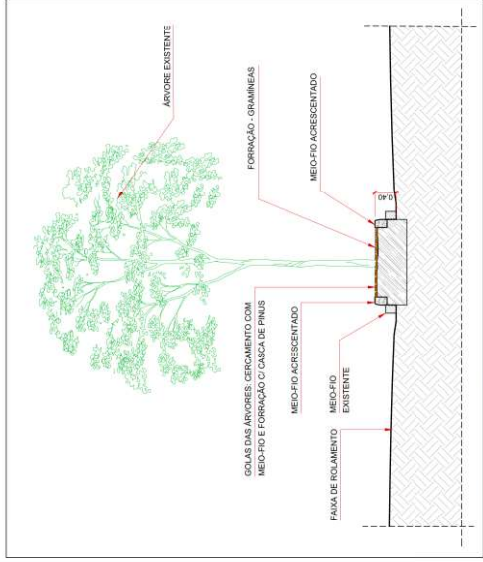 ÁRVORE EXISTENTE
FORRAÇÃO - GRAMÍNEAS
MEIO-FIO ACRESCENTADO
0,40
GOLAS DAS ÁRVORES: CERCAMENTO COM
MEIO-FIO E FORRAÇÃO C/ CASCA DE PINUS
MEIO-FIO ACRESCENTADO
MEIO-FIO
EXISTENTE
FAIXA DE ROLAMENTO